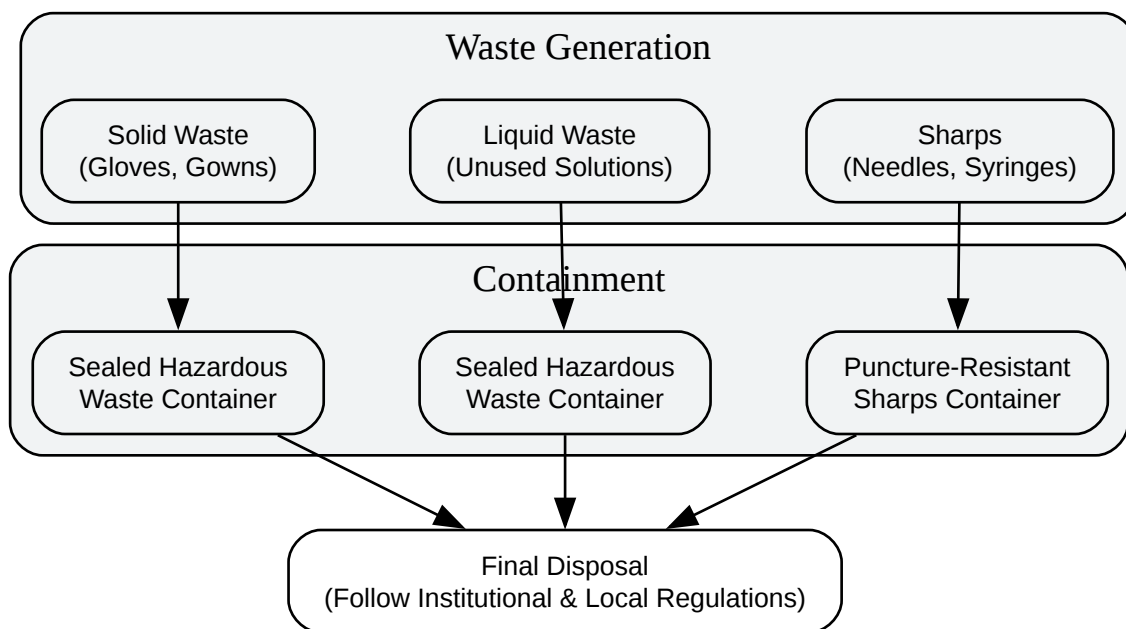 Waste Generation
Solid Waste
(Gloves, Gowns)
Liquid Waste
(Unused Solutions)
Sharps
(Needles, Syringes)
Containment
Sealed Hazardous
Waste Container
Sealed Hazardous
Waste Container
Puncture-Resistant
Sharps Container
Final Disposal
(Follow Institutional & Local Regulations)